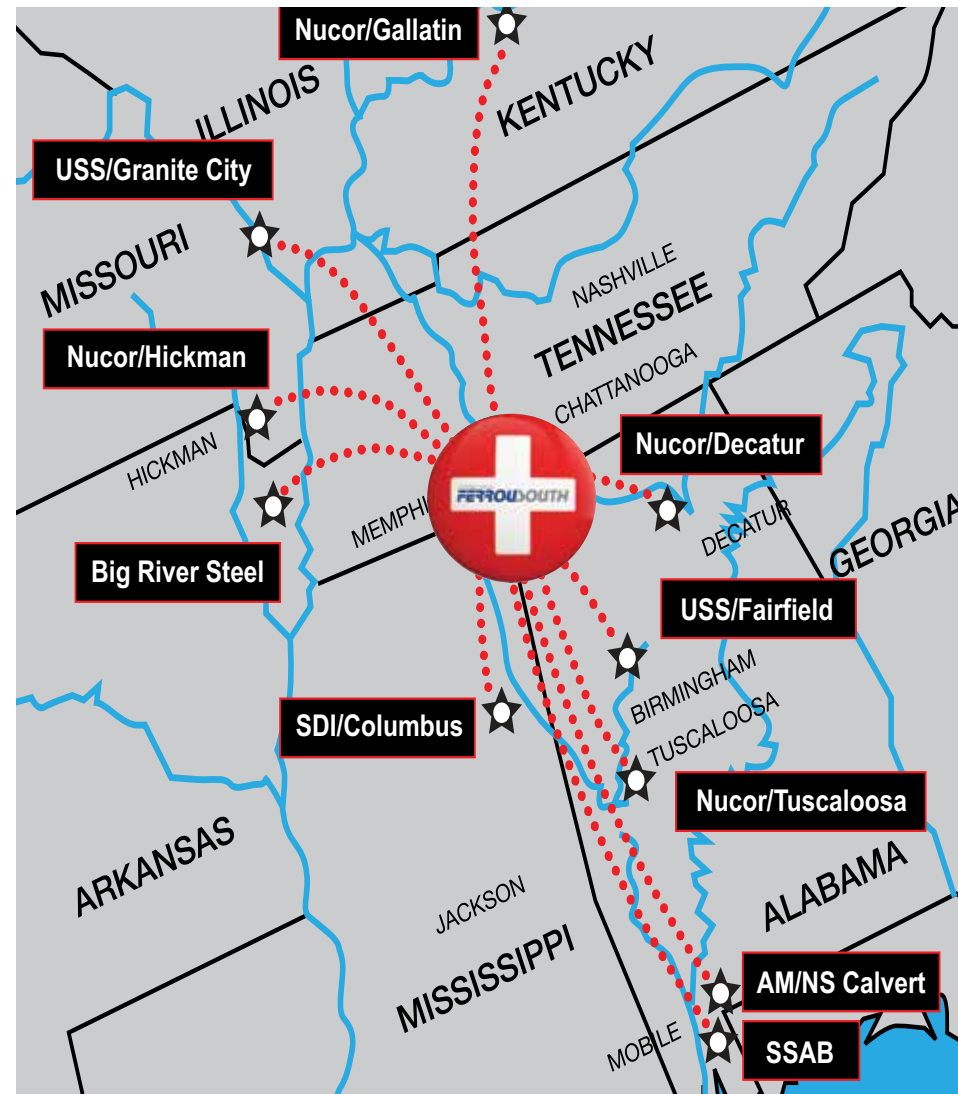 Nucor/Gallatin
ILLINOIS
KENTUCKY
USS/Granite City
MISSOURI
NASHVILLE
TENNESSEE
Nucor/Hickman
CHATTANOOGA
HICKMAN
Nucor/Decatur
FERROUSOUTH
MEMPHI
DECATUR
GEORGIA
Big River Steel
USS/Fairfield
BIRMINGHAM
SDI/Columbus
TUSCALOOSA
Nucor/Tuscaloosa
ARKANSAS
JACKSON
ALABAMA
MISSISSIPPI
AM/NS Calvert
MOBILE
SSAB